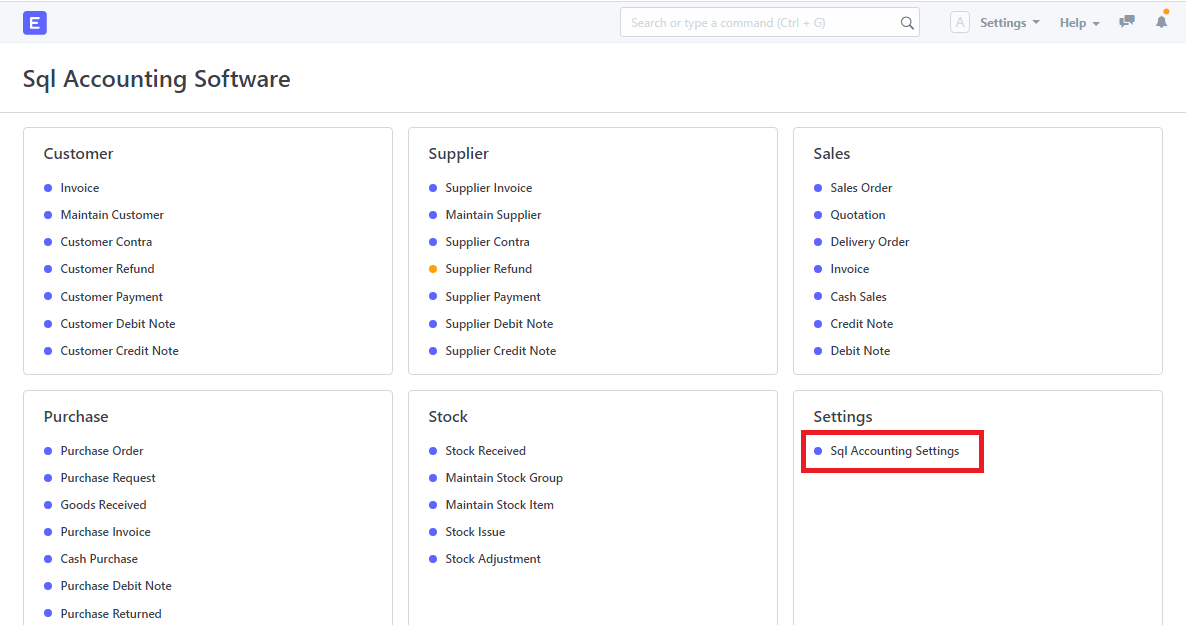 E
Search or type a command (Ctrl + G)
A
Settings
Help
Sql Accounting Software
Customer
Invoice
Maintain Customer
Customer Contra
Customer Refund
Customer Payment
Customer Debit Note
Customer Credit Note
Supplier
Supplier Invoice
Maintain Supplier
Supplier Contra
Supplier Refund
Supplier Payment
Supplier Debit Note
Supplier Credit Note
Sales
Sales Order
Quotation
Delivery Order
Invoice
Cash Sales
Credit Note
Debit Note
Purchase
Purchase Order
Purchase Request
Goods Received
Purchase Invoice
Cash Purchase
Purchase Debit Note
Purchase Returned
Stock
Stock Received
Maintain Stock Group
Maintain Stock Item
Stock Issue
Stock Adjustment
Settings
Sql Accounting Settings